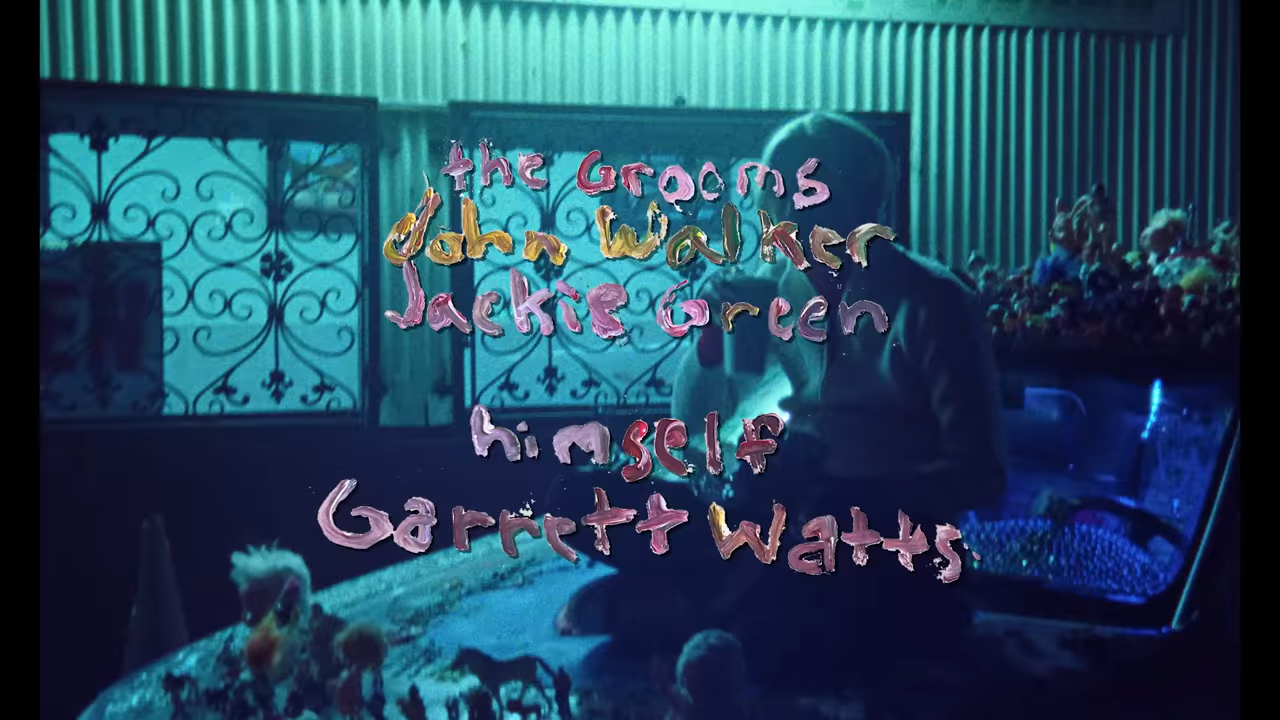 the Grooms
John Walker
Jackie Green
himself
Garrett Watts